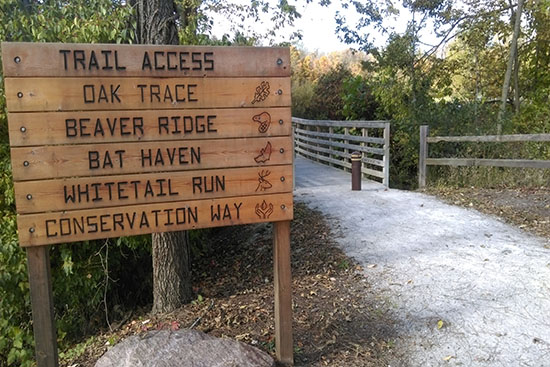 TRAIL ACCESS
OAK TRACE
BEAVER RIDGE
BAT HAVEN
WHITETAIL RUN
CONSERVATION WAY